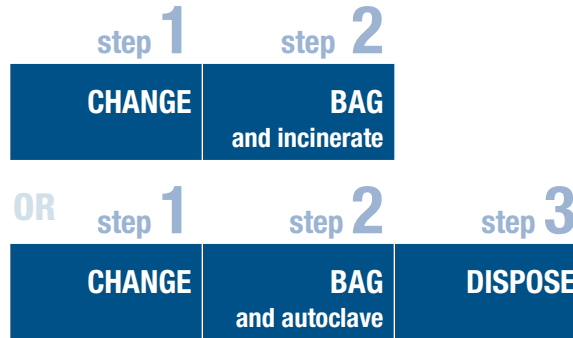 step 1 step 2
CHANGE BAG
and incinerate
OR step 1 step 2 step 3
CHANGE BAG DISPOSE
and autoclave